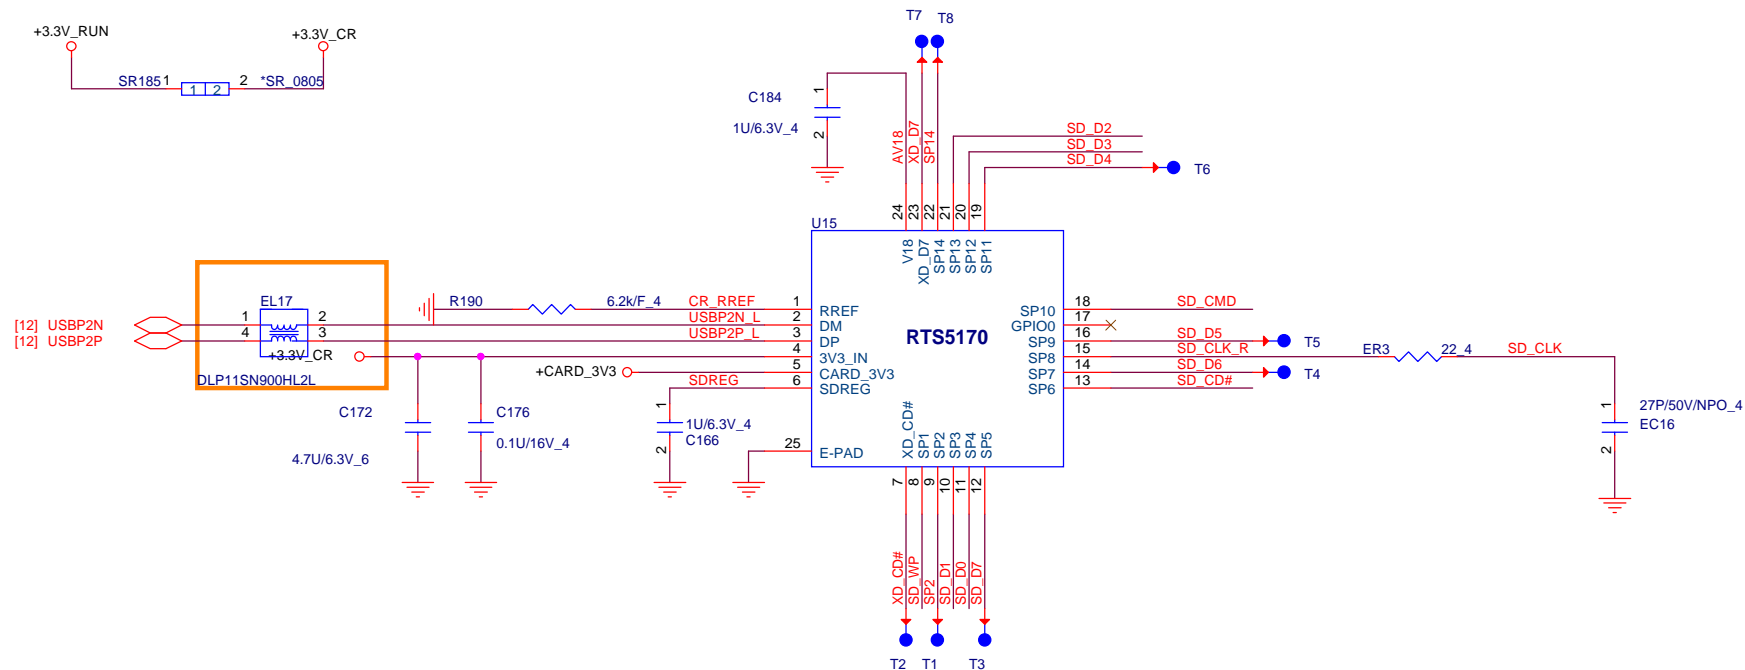 T7 T8
+3.3V_RUN
+3.3V_CR
SR185 1 1 2 2 *SR_0805
C184
1
1U/6.3V_4
2
AV18
XD_D7
SP14
SD_D2
SD_D3
SD_D4
T6
24
23
22
21
20
19
U15
V18
XD_D7
SP14
SP13
SP12
SP11
EL17
R190 6.2k/F_4 CR_RREF 1 RREF
SP10 18 SD_CMD
[12] USBP2N 1 2 USBP2N_L 2 DM
GPIO0 17
[12] USBP2P 4 3 USBP2P_L 3 DP
RTS5170
SP9 16 SD_D5 T5
+3.3V_CR 4 3V3_IN
SP8 15 SD_CLK_R ER3 22_4 SD_CLK
+CARD_3V3 5 CARD_3V3
SP7 14 SD_D6 T4
DLP11SN900HL2L
SDREG 6 SDREG
SP6 13 SD_CD#
C172
C176
0.1U/16V_4
4.7U/6.3V_6
1
1U/6.3V_4
C166
2
25 E-PAD
1
27P/50V/NPO_4
EC16
2
XD_CD#
SP1
SP2
SP3
SP4
SP5
7
8
9
10
11
12
XD_CD#
SD_WP
SP2
SD_D1
SD_D0
SD_D7
T2 T1 T3